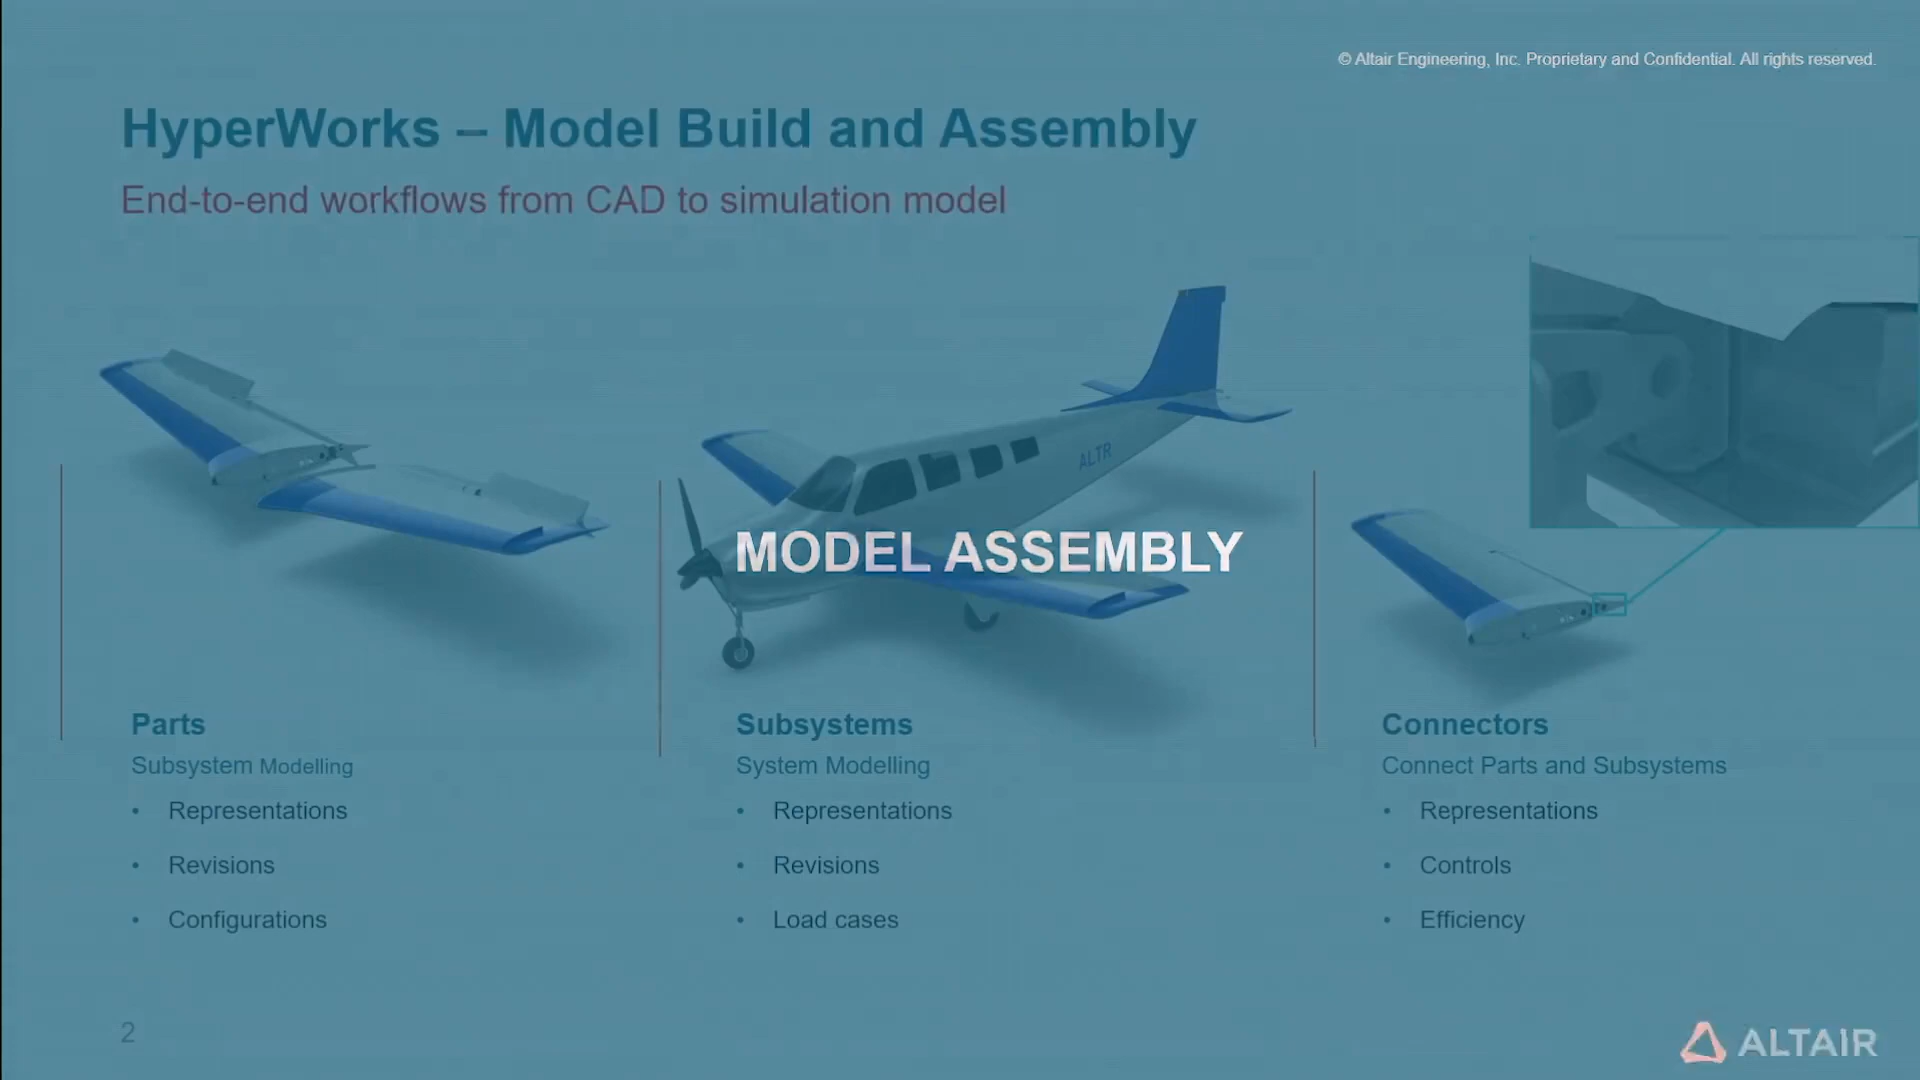 © Altair Engineering, Inc. Proprietary and Confidential. All rights reserved.
HyperWorks – Model Build and Assembly
End-to-end workflows from CAD to simulation model
ALTR
MODEL ASSEMBLY
Parts
Subsystem Modelling
• Representations
• Revisions
• Configurations
Subsystems
System Modelling
• Representations
• Revisions
• Load cases
Connectors
Connect Parts and Subsystems
• Representations
• Controls
• Efficiency
2
ALTAIR